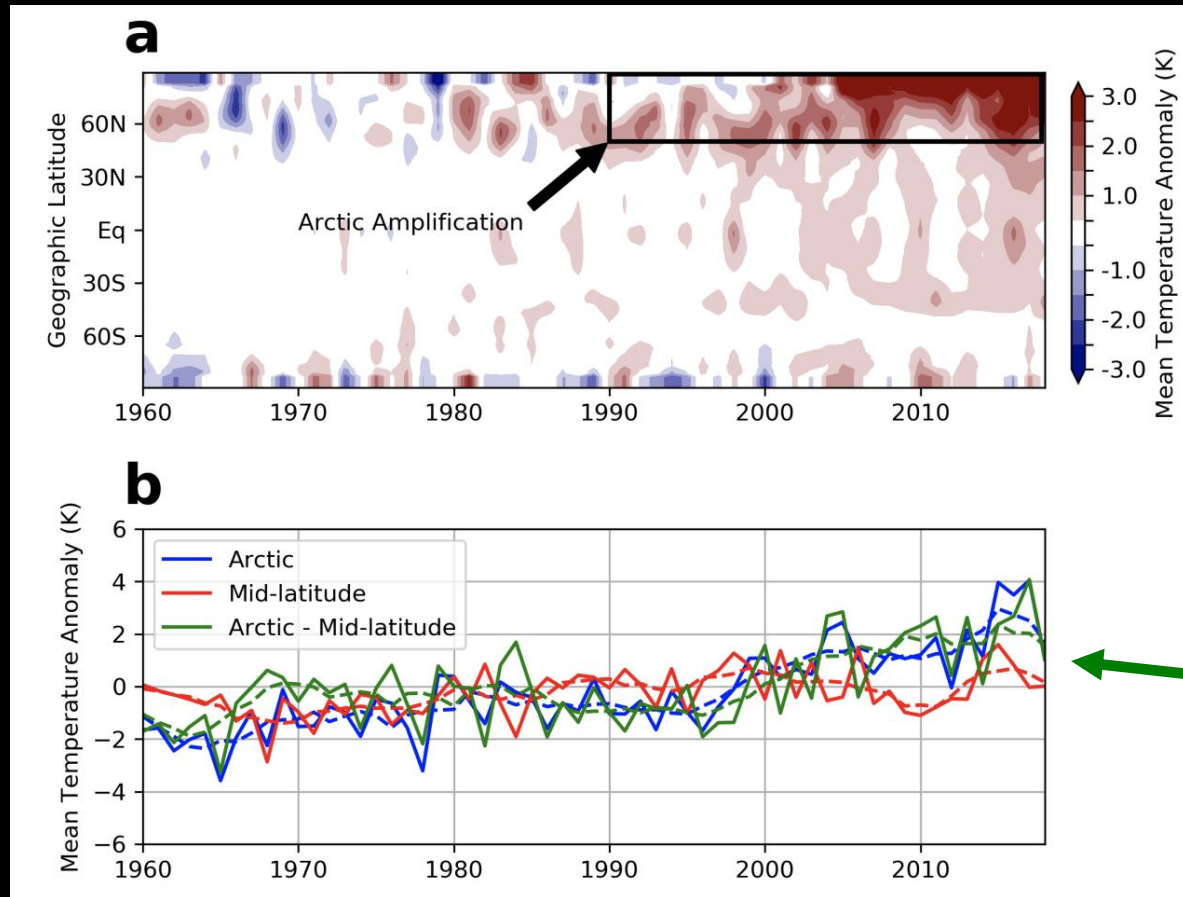 a
Geographic Latitude
60N
30N
Eq
30S
60S
Arctic Amplification
1960 1970 1980 1990 2000 2010
3.0
2.0
1.0
-1.0
-2.0
-3.0
Mean Temperature Anomaly (K)
b
Mean Temperature Anomaly (K)
6
4
2
0
−2
−4
−6
Arctic
Mid-latitude
Arctic - Mid-latitude
1960 1970 1980 1990 2000 2010